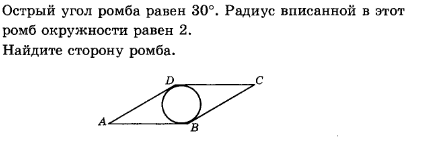 Острый угол ромба равен 30°. Радиус вписанной в этот
ромб окружности равен 2.
Найдите сторону ромба.
D
C
A
B